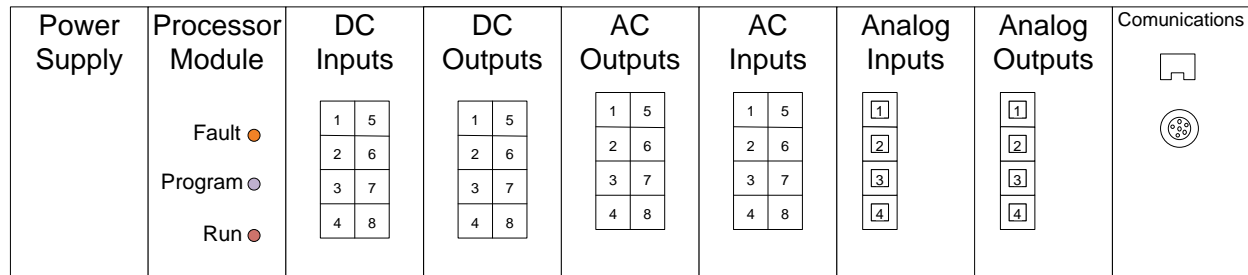 Power
Supply
Processor
Module
Fault
Program
Run
DC
Inputs
1 5
2 6
3 7
4 8
DC
Outputs
1 5
2 6
3 7
4 8
AC
Outputs
1 5
2 6
3 7
4 8
AC
Inputs
1 5
2 6
3 7
4 8
Analog
Inputs
1
2
3
4
Analog
Outputs
1
2
3
4
Comunications